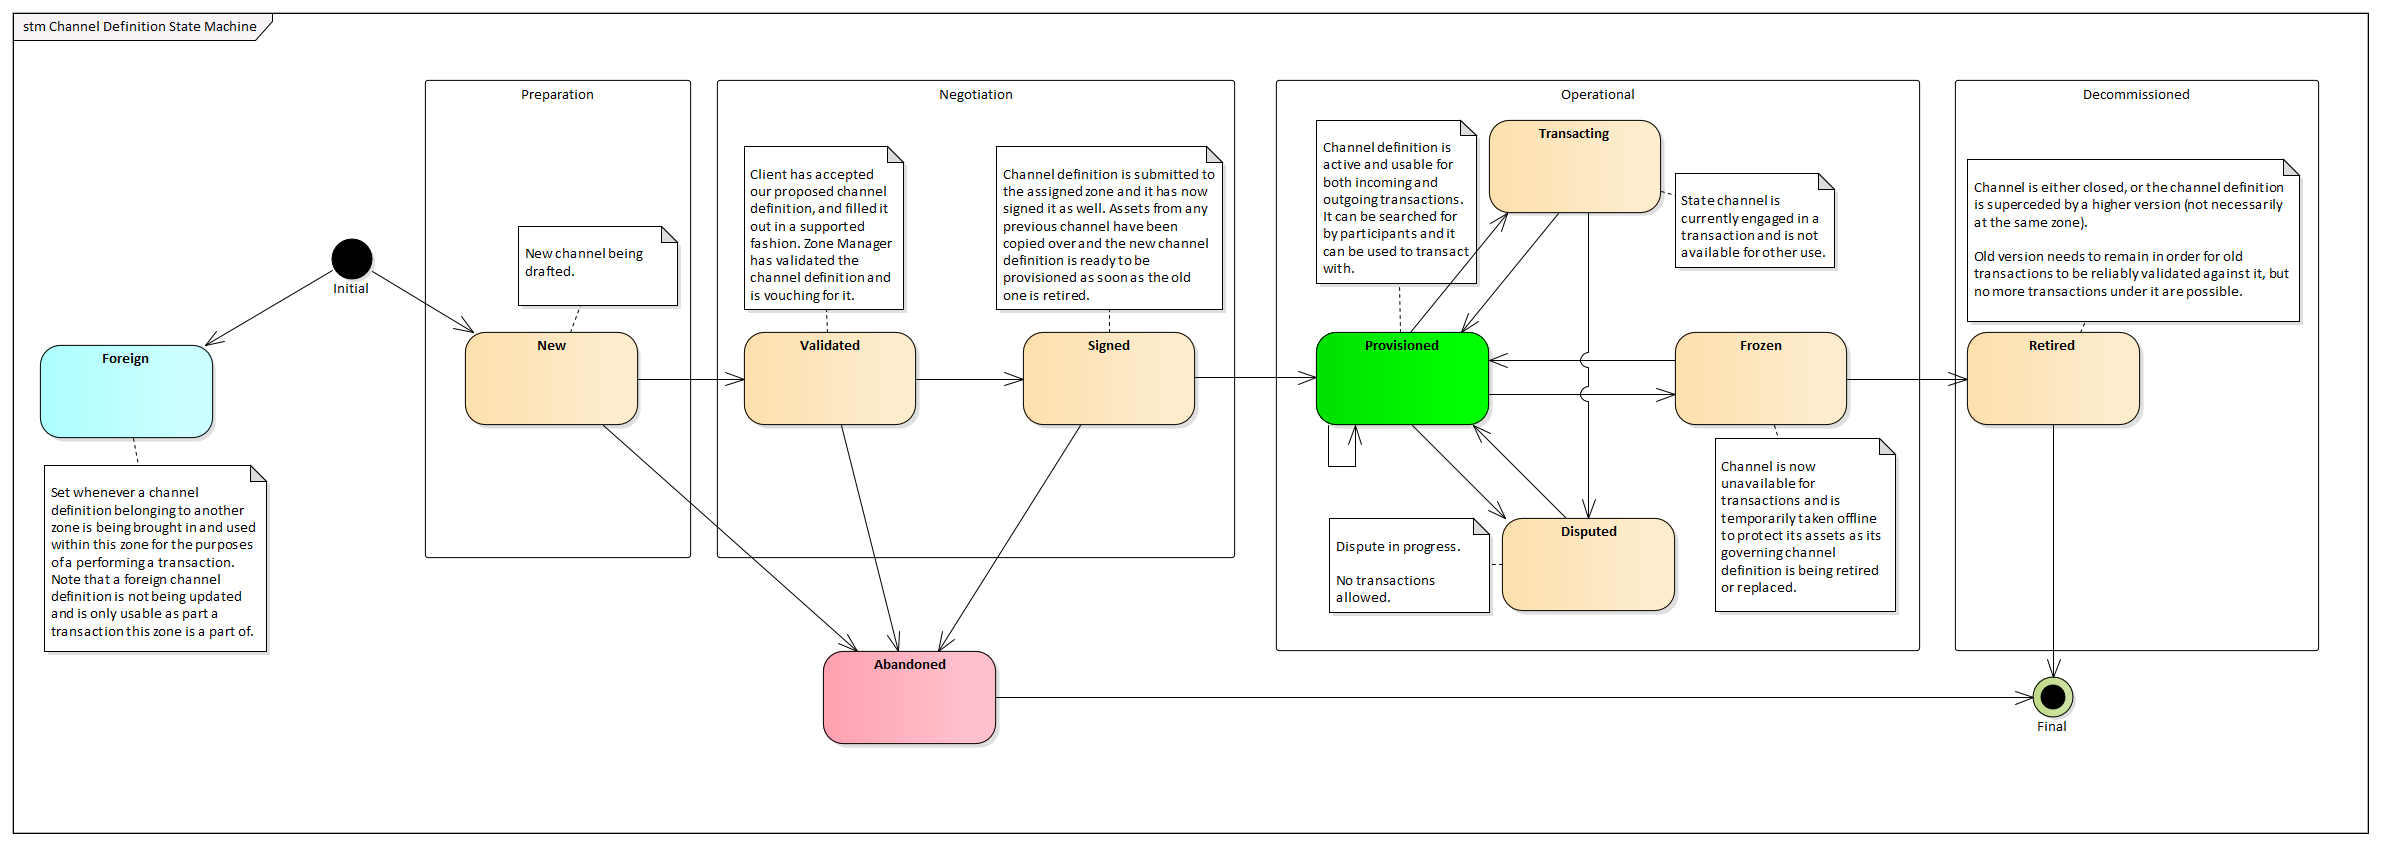 stm Channel Definition State Machine
Preparation
Negotiation
Operational
Decommissioned
Initial
Foreign
Set whenever a channel
definition belonging to another
zone is being brought in and used
within this zone for the purposes
of a performing a transaction.
Note that a foreign channel
definition is not being updated
and is only usable as part a
transaction this zone is a part of.
New channel being
drafted.
New
Client has accepted
our proposed channel
definition, and filled it
out in a supported
fashion. Zone Manager
has validated the
channel definition and
is vouching for it.
Validated
Channel definition is submitted to
the assigned zone and it has now
signed it as well. Assets from any
previous channel have been
copied over and the new channel
definition is ready to be
provisioned as soon as the old
one is retired.
Signed
Abandoned
Channel definition is
active and usable for
both incoming and
outgoing transactions.
It can be searched for
by participants and it
can be used to transact
with.
Provisioned
Transacting
State channel is
currently engaged in a
transaction and is not
available for other use.
Frozen
Channel is now
unavailable for
transactions and is
temporarily taken offline
to protect its assets as its
governing channel
definition is being retired
or replaced.
Dispute in progress.
No transactions
allowed.
Disputed
Channel is either closed, or the channel definition
is superceded by a higher version (not necessarily
at the same zone).
Old version needs to remain in order for old
transactions to be reliably validated against it, but
no more transactions under it are possible.
Retired
Final